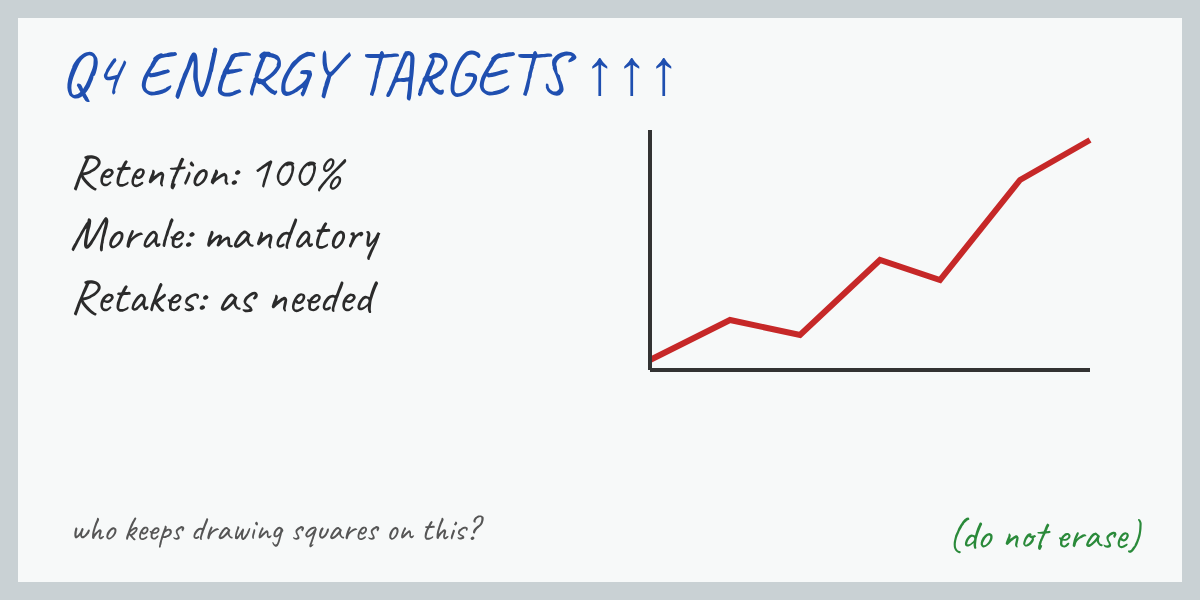 Q4 ENERGY TARGETS ↑↑↑
Retention: 100%
Morale: mandatory
Retakes: as needed
who keeps drawing squares on this?
(do not erase)